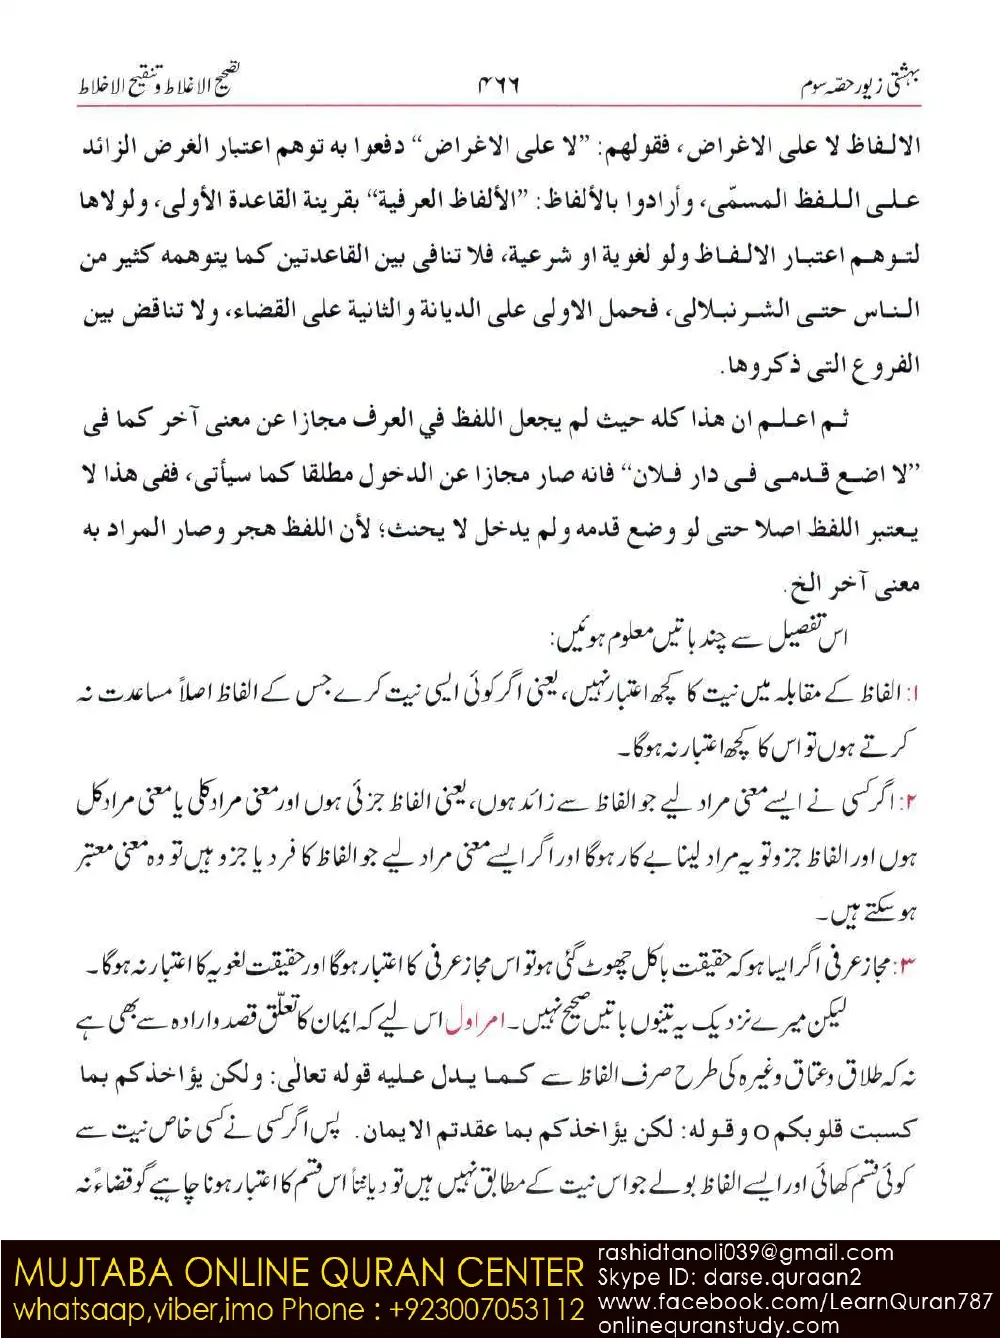 بہشتی زیور حصّہ سوم
۴۶۶
تصحیح الاغلاط و تنقیح الاخلاط
الالفاظ لا على الاغراض، فقولهم: ”لا على الاغراض“ دفعوا به توهم اعتبار الغرض الزائد
على اللفظ المسمّى، وأرادوا بالألفاظ: ”الألفاظ العرفية“ بقرينة القاعدة الأولى، ولولاها
لتوهم اعتبار الالفاظ ولو لغوية او شرعية، فلا تنافى بين القاعدتين كما يتوهمه كثير من
الناس حتى الشرنبلالى، فحمل الاولى على الديانة والثانية على القضاء، ولا تناقض بين
الفروع التى ذكروها.
ثم اعلم ان هذا كله حيث لم يجعل اللفظ في العرف مجازا عن معنى آخر كما فى
”لا اضع قدمى فى دار فلان“ فانه صار مجازا عن الدخول مطلقا كما سيأتى، ففى هذا لا
يعتبر اللفظ اصلا حتى لو وضع قدمه ولم يدخل لا يحنث؛ لأن اللفظ هجر وصار المراد به
معنى آخر الخ.
اس تفصیل سے چند باتیں معلوم ہوئیں:
۱: الفاظ کے مقابلہ میں نیت کا کچھ اعتبار نہیں، یعنی اگر کوئی ایسی نیت کرے جس کے الفاظ اصلاً مساعدت نہ
کرتے ہوں تو اس کا کچھ اعتبار نہ ہوگا۔
۲: اگر کسی نے ایسے معنی مراد لیے جو الفاظ سے زائد ہوں، یعنی الفاظ جزئی ہوں اور معنی مراد کلی یا معنی مراد کل
ہوں اور الفاظ جزو تو یہ مراد لینا بے کار ہوگا اور اگر ایسے معنی مراد لیے جو الفاظ کا فرد یا جزو ہیں تو وہ معنی معتبر
ہوسکتے ہیں۔
۳: مجاز عرفی اگر ایسا ہو کہ حقیقت بالکل چھوٹ گئی ہو تو اس مجاز عرفی کا اعتبار ہوگا اور حقیقت لغویہ کا اعتبار نہ ہوگا۔
لیکن میرے نزدیک یہ تینوں باتیں صحیح نہیں۔ امر اول اس لیے کہ ایمان کا تعلّق قصد و ارادہ سے بھی ہے
نہ کہ طلاق و عتاق وغیرہ کی طرح صرف الفاظ سے كما يدل عليه قوله تعالٰى: ولكن يؤاخذكم بما
كسبت قلوبكم o وقوله: لكن يؤاخذكم بما عقدتم الايمان. پس اگر کسی نے کسی خاص نیت سے
کوئی قسم کھائی اور ایسے الفاظ بولے جو اس نیت کے مطابق نہیں ہیں تو دیانتاً اس قسم کا اعتبار ہونا چاہیے گو قضاءً نہ
MUJTABA ONLINE QURAN CENTER
whatsaap,viber,imo Phone : +923007053112
rashidtanoli039@gmail.com
Skype ID: darse.quraan2
www.facebook.com/LearnQuran787
onlinequranstudy.com